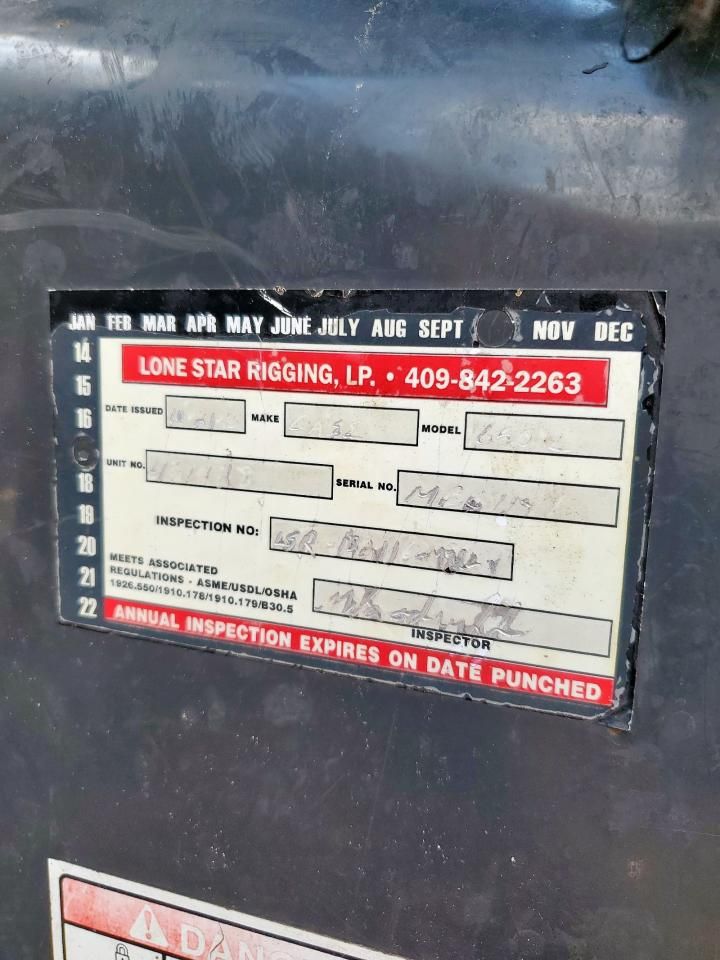 JAN FEB MAR APR MAY JUNE JULY AUG SEPT NOV DEC
14
LONE STAR RIGGING, LP. • 409-842-2263
15
16
DATE ISSUED MAKE CASE MODEL
UNIT NO. SERIAL NO.
18
19
INSPECTION NO:
20
MEETS ASSOCIATED
REGULATIONS - ASME/USDL/OSHA
1926.550/1910.178/1910.179/B30.5
21
INSPECTOR
22
ANNUAL INSPECTION EXPIRES ON DATE PUNCHED